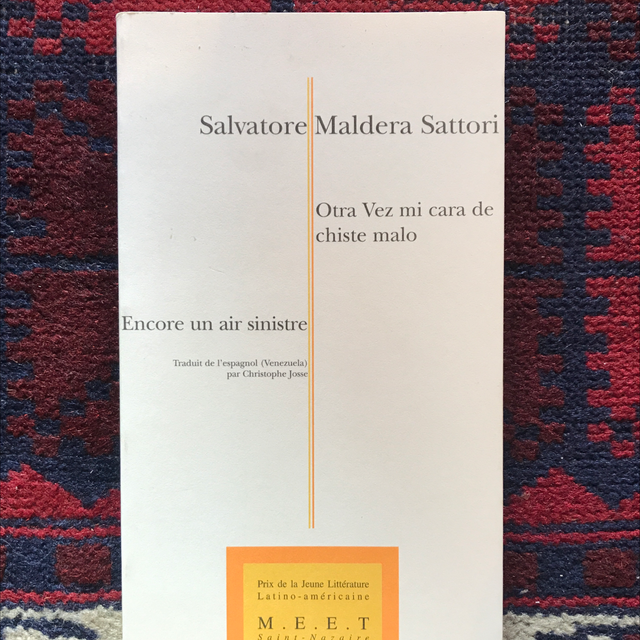 Salvatore Maldera Sattori
Otra Vez mi cara de
chiste malo
Encore un air sinistre
Traduit de l'espagnol (Venezuela)
par Christophe Josse
Prix de la Jeune Littérature
Latino-américaine
M.E.E.T
Saint-Nazaire